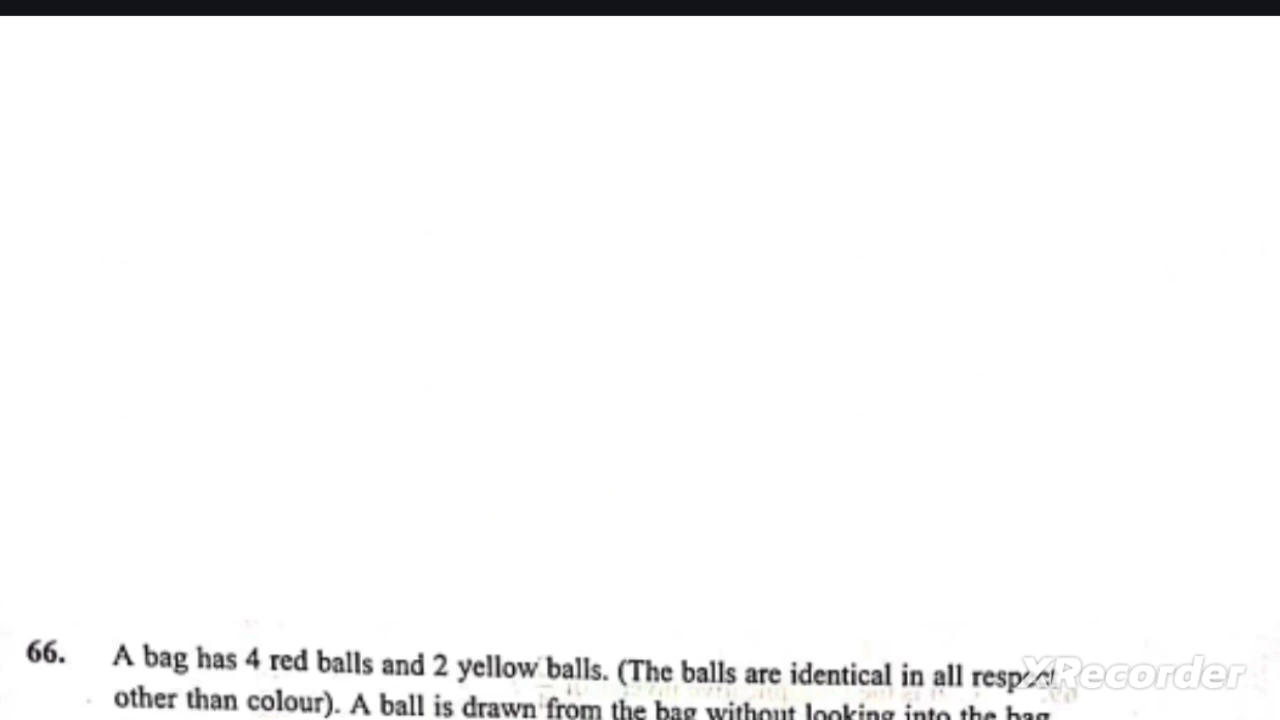 66. A bag has 4 red balls and 2 yellow balls. (The balls are identical in all respect
other than colour). A ball is drawn from the bag without looking into the bag
XRecorder